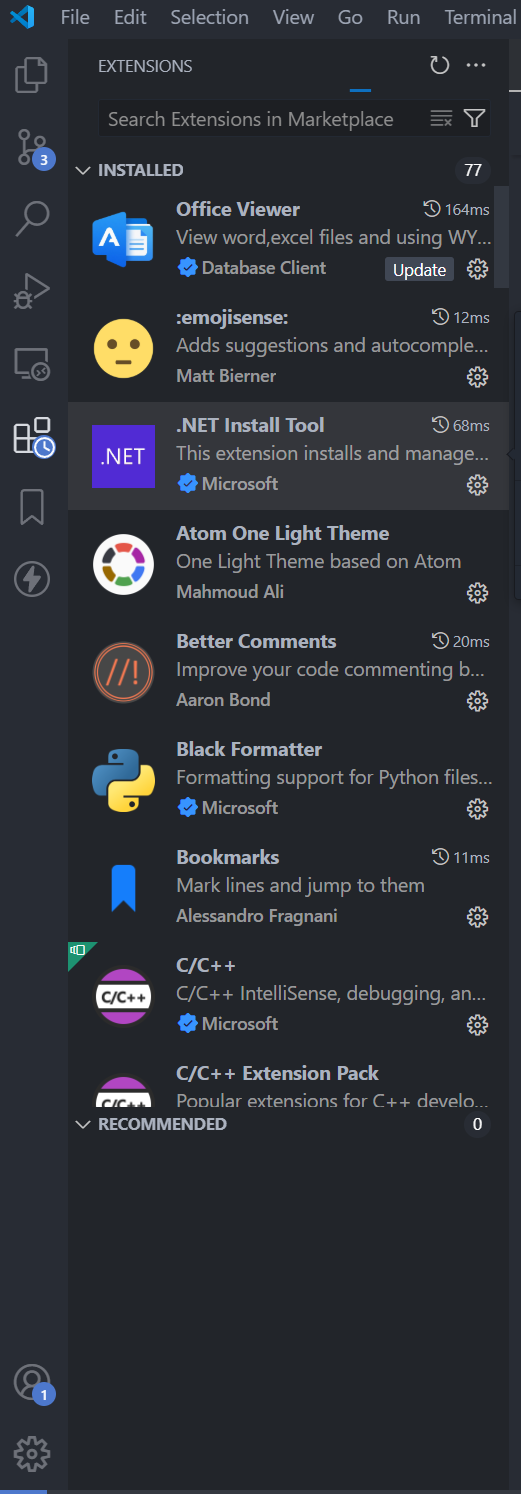 File Edit Selection View Go Run Terminal
EXTENSIONS
Search Extensions in Marketplace
3
INSTALLED 77
Office Viewer 164ms
View word,excel files and using WY...
Database Client Update
:emojisense: 12ms
Adds suggestions and autocomple...
Matt Bierner
.NET
.NET Install Tool 68ms
This extension installs and manage...
Microsoft
Atom One Light Theme
One Light Theme based on Atom
Mahmoud Ali
//!
Better Comments 20ms
Improve your code commenting b...
Aaron Bond
Black Formatter
Formatting support for Python files...
Microsoft
Bookmarks 11ms
Mark lines and jump to them
Alessandro Fragnani
C/C++
C/C++
C/C++ IntelliSense, debugging, an...
Microsoft
C/C++
C/C++ Extension Pack
Popular extensions for C++ develo...
RECOMMENDED 0
1